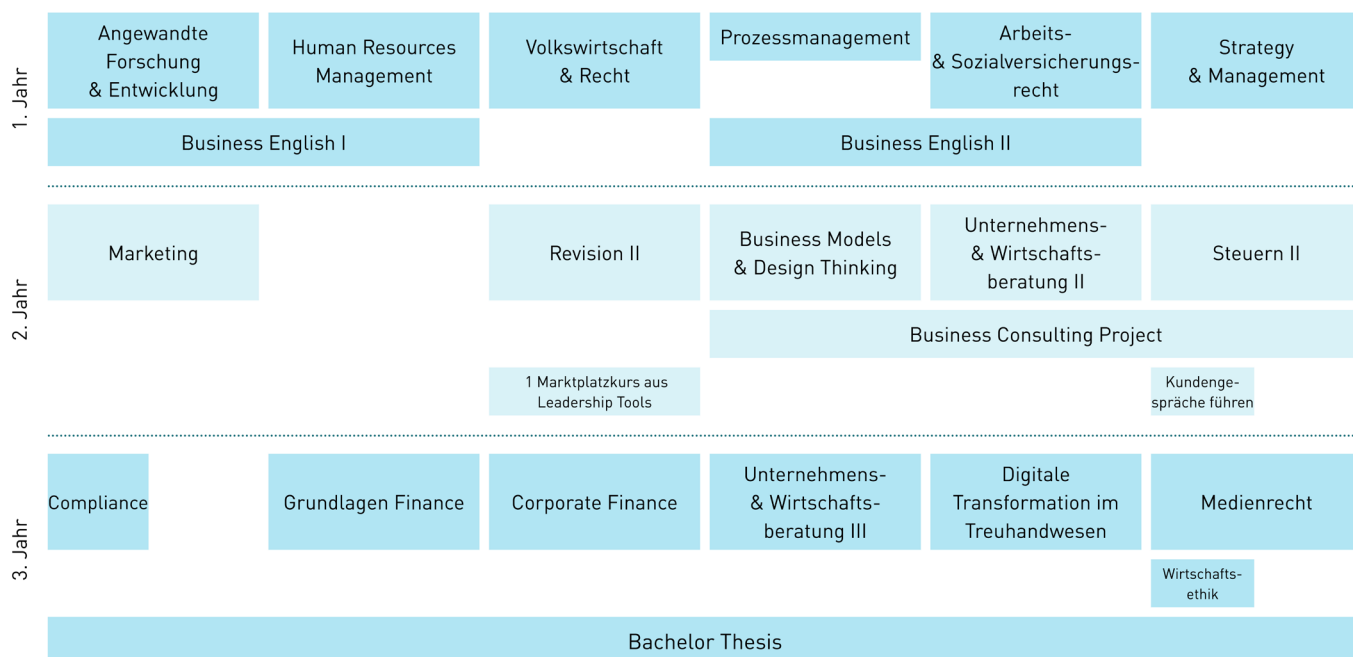 1. Jahr
Angewandte
Forschung
& Entwicklung
Human Resources
Management
Volkswirtschaft
& Recht
Prozessmanagement
Arbeits-
& Sozialversicherungs-
recht
Strategy
& Management
Business English I
Business English II
2. Jahr
Marketing
Revision II
Business Models
& Design Thinking
Unternehmens-
& Wirtschafts-
beratung II
Steuern II
Business Consulting Project
1 Marktplatzkurs aus
Leadership Tools
Kundenge-
spräche führen
3. Jahr
Compliance
Grundlagen Finance
Corporate Finance
Unternehmens-
& Wirtschafts-
beratung III
Digitale
Transformation im
Treuhandwesen
Medienrecht
Wirtschafts-
ethik
Bachelor Thesis